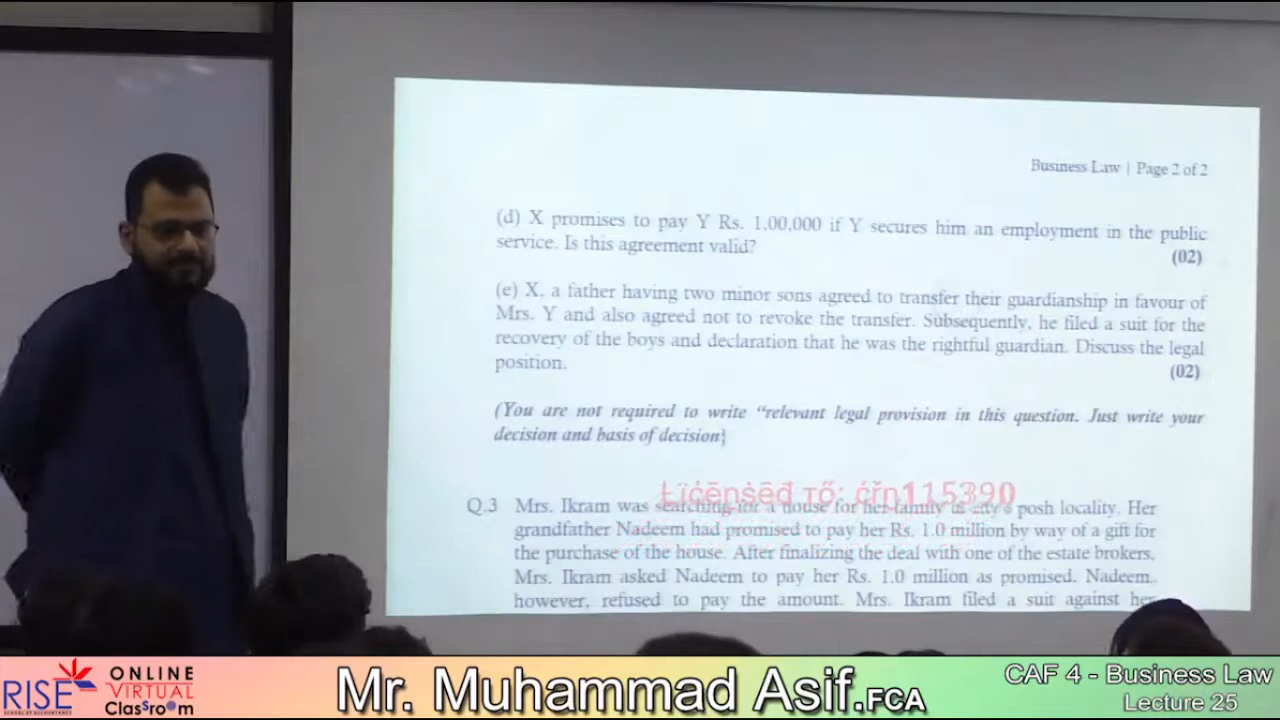 Business Law | Page 2 of 2
(d) X promises to pay Y Rs. 1,00,000 if Y secures him an employment in the public
service. Is this agreement valid?
(02)
(e) X, a father having two minor sons agreed to transfer their guardianship in favour of
Mrs. Y and also agreed not to revoke the transfer. Subsequently, he filed a suit for the
recovery of the boys and declaration that he was the rightful guardian. Discuss the legal
position.
(02)
(You are not required to write “relevant legal provision in this question. Just write your
decision and basis of decision}
Łïċēņśēđ ƬŐ: ćřņ115390
Q.3 Mrs. Ikram was searching for a house for her family in city's posh locality. Her
grandfather Nadeem had promised to pay her Rs. 1.0 million by way of a gift for
the purchase of the house. After finalizing the deal with one of the estate brokers,
Mrs. Ikram asked Nadeem to pay her Rs. 1.0 million as promised. Nadeem,
however, refused to pay the amount. Mrs. Ikram filed a suit against her
RISE
SCHOOL OF ACCOUNTANCY
ONLINE
VIRTUAL
ClasSroom
Mr. Muhammad Asif.FCA
CAF 4 - Business Law
Lecture 25